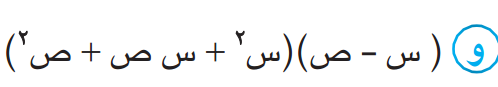 و ( س – ص)(س٢ + س ص + ص٢)